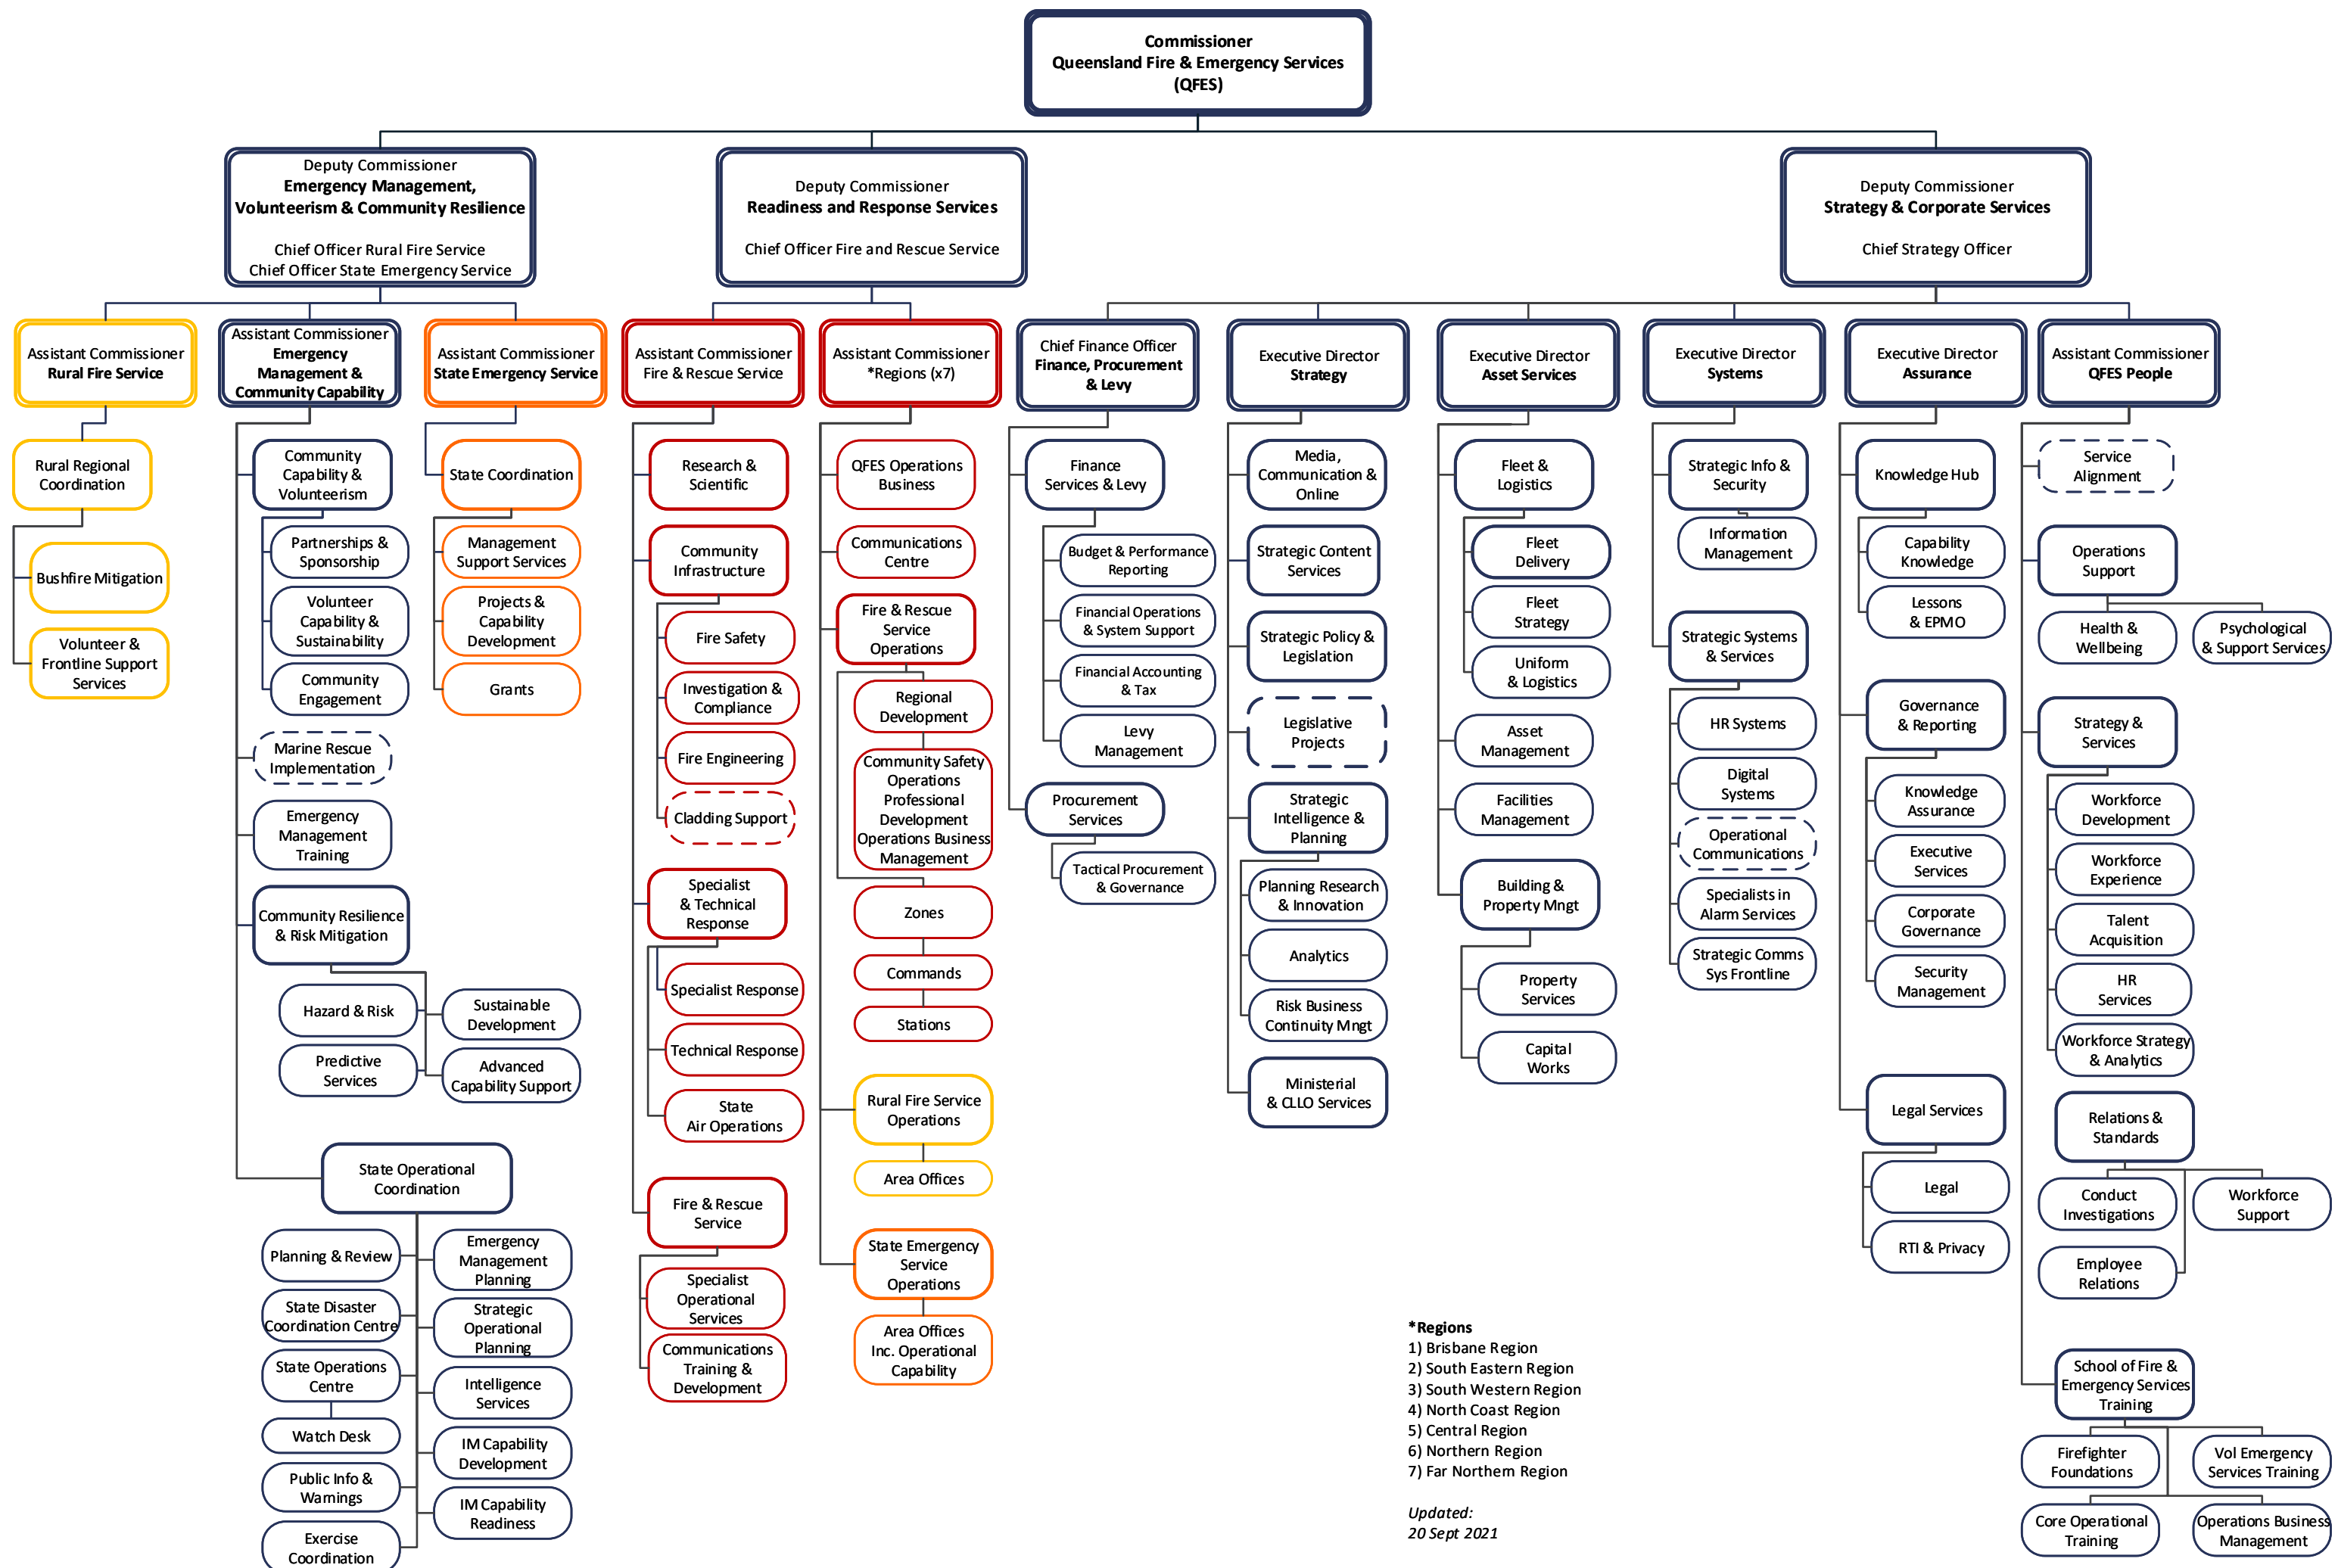 Commissioner
Queensland Fire & Emergency Services
(QFES)
Deputy Commissioner
Emergency Management,
Volunteerism & Community Resilience
Chief Officer Rural Fire Service
Chief Officer State Emergency Service
Deputy Commissioner
Readiness and Response Services
Chief Officer Fire and Rescue Service
Deputy Commissioner
Strategy & Corporate Services
Chief Strategy Officer
Assistant Commissioner
Rural Fire Service
Assistant Commissioner
Emergency
Management &
Community Capability
Assistant Commissioner
State Emergency Service
Assistant Commissioner
Fire & Rescue Service
Assistant Commissioner
*Regions (x7)
Chief Finance Officer
Finance, Procurement
& Levy
Executive Director
Strategy
Executive Director
Asset Services
Executive Director
Systems
Executive Director
Assurance
Assistant Commissioner
QFES People
Rural Regional
Coordination
Bushfire Mitigation
Volunteer &
Frontline Support
Services
Community
Capability &
Volunteerism
Partnerships &
Sponsorship
Volunteer
Capability &
Sustainability
Community
Engagement
Marine Rescue
Implementation
Emergency
Management
Training
Community Resilience
& Risk Mitigation
Hazard & Risk
Sustainable
Development
Predictive
Services
Advanced
Capability Support
State Operational
Coordination
Planning & Review
Emergency
Management
Planning
State Disaster
Coordination Centre
Strategic
Operational
Planning
State Operations
Centre
Intelligence
Services
Watch Desk
IM Capability
Development
Public Info &
Warnings
IM Capability
Readiness
Exercise
Coordination
State Coordination
Management
Support Services
Projects &
Capability
Development
Grants
Research &
Scientific
Community
Infrastructure
Fire Safety
Investigation &
Compliance
Fire Engineering
Cladding Support
Specialist
& Technical
Response
Specialist Response
Technical Response
State
Air Operations
Fire & Rescue
Service
Specialist
Operational
Services
Communications
Training &
Development
QFES Operations
Business
Communications
Centre
Fire & Rescue
Service
Operations
Regional
Development
Community Safety
Operations
Professional
Development
Operations Business
Management
Zones
Commands
Stations
Rural Fire Service
Operations
Area Offices
State Emergency
Service
Operations
Area Offices
Inc. Operational
Capability
Finance
Services & Levy
Budget & Performance
Reporting
Financial Operations
& System Support
Financial Accounting
& Tax
Levy
Management
Procurement
Services
Tactical Procurement
& Governance
Media,
Communication &
Online
Strategic Content
Services
Strategic Policy &
Legislation
Legislative
Projects
Strategic
Intelligence &
Planning
Planning Research
& Innovation
Analytics
Risk Business
Continuity Mngt
Ministerial
& CLLO Services
Fleet &
Logistics
Fleet
Delivery
Fleet
Strategy
Uniform
& Logistics
Asset
Management
Facilities
Management
Building &
Property Mngt
Property
Services
Capital
Works
Strategic Info &
Security
Information
Management
Strategic Systems
& Services
HR Systems
Digital
Systems
Operational
Communications
Specialists in
Alarm Services
Strategic Comms
Sys Frontline
Knowledge Hub
Capability
Knowledge
Lessons
& EPMO
Governance
& Reporting
Knowledge
Assurance
Executive
Services
Corporate
Governance
Security
Management
Legal Services
Legal
RTI & Privacy
Service
Alignment
Operations
Support
Health &
Wellbeing
Psychological
& Support Services
Strategy &
Services
Workforce
Development
Workforce
Experience
Talent
Acquisition
HR
Services
Workforce Strategy
& Analytics
Relations &
Standards
Conduct
Investigations
Workforce
Support
Employee
Relations
School of Fire &
Emergency Services
Training
Firefighter
Foundations
Vol Emergency
Services Training
Core Operational
Training
Operations Business
Management
*Regions
1) Brisbane Region
2) South Eastern Region
3) South Western Region
4) North Coast Region
5) Central Region
6) Northern Region
7) Far Northern Region
Updated:
20 Sept 2021